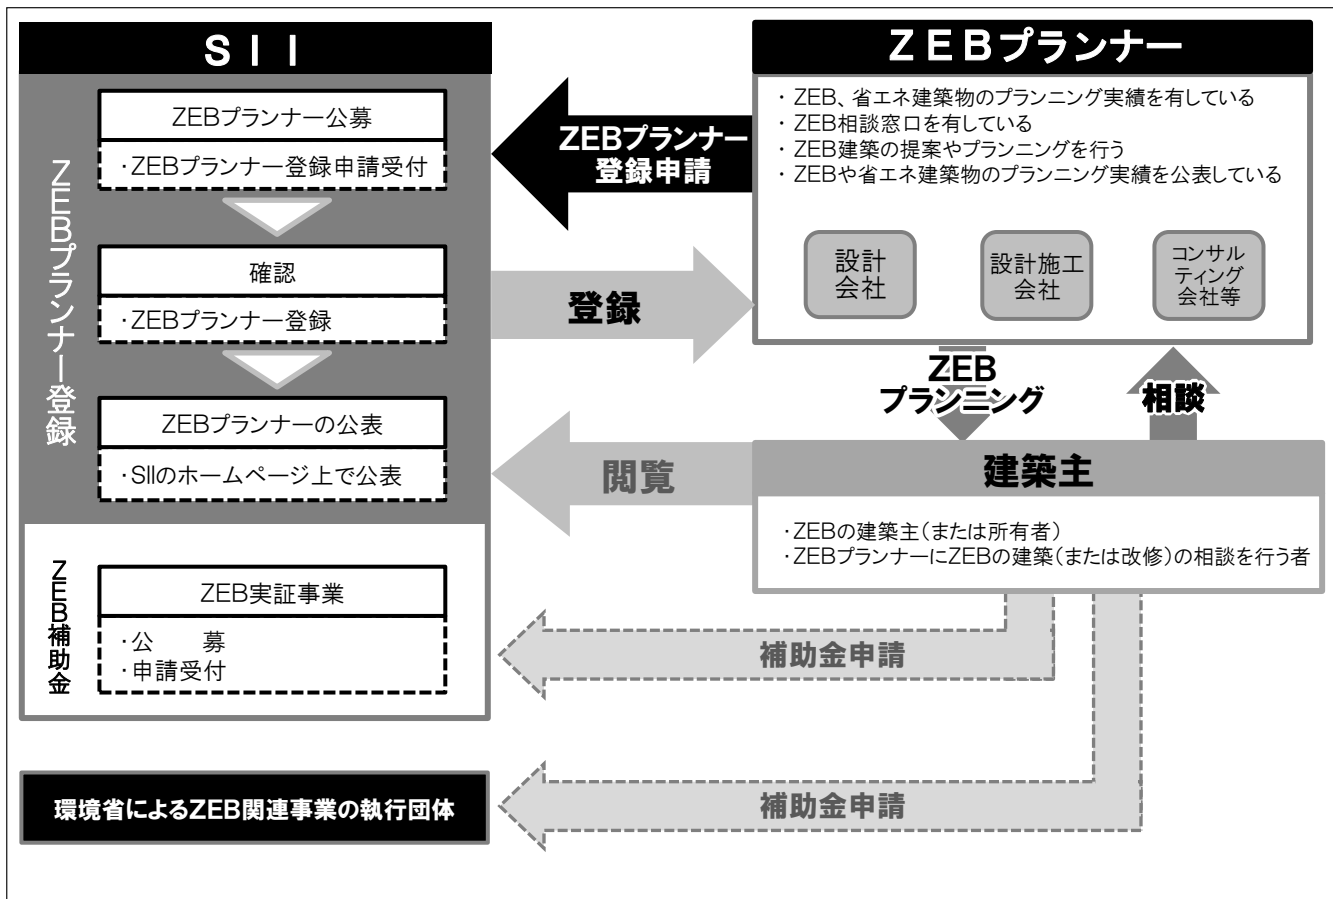 SII
ZEBプランナー登録
ZEBプランナー公募
・ZEBプランナー登録申請受付
確認
・ZEBプランナー登録
ZEBプランナーの公表
・SIIのホームページ上で公表
ZEB補助金
ZEB実証事業
・公　　募
・申請受付
環境省によるZEB関連事業の執行団体
ZEBプランナー
登録申請
登録
閲覧
補助金申請
補助金申請
ZEBプランナー
・ ZEB、省エネ建築物のプランニング実績を有している
・ ZEB相談窓口を有している
・ ZEB建築の提案やプランニングを行う
・ ZEBや省エネ建築物のプランニング実績を公表している
設計
会社
設計施工
会社
コンサル
ティング
会社等
ZEB
プランニング
相談
建築主
・ZEBの建築主(または所有者)
・ZEBプランナーにZEBの建築(または改修)の相談を行う者